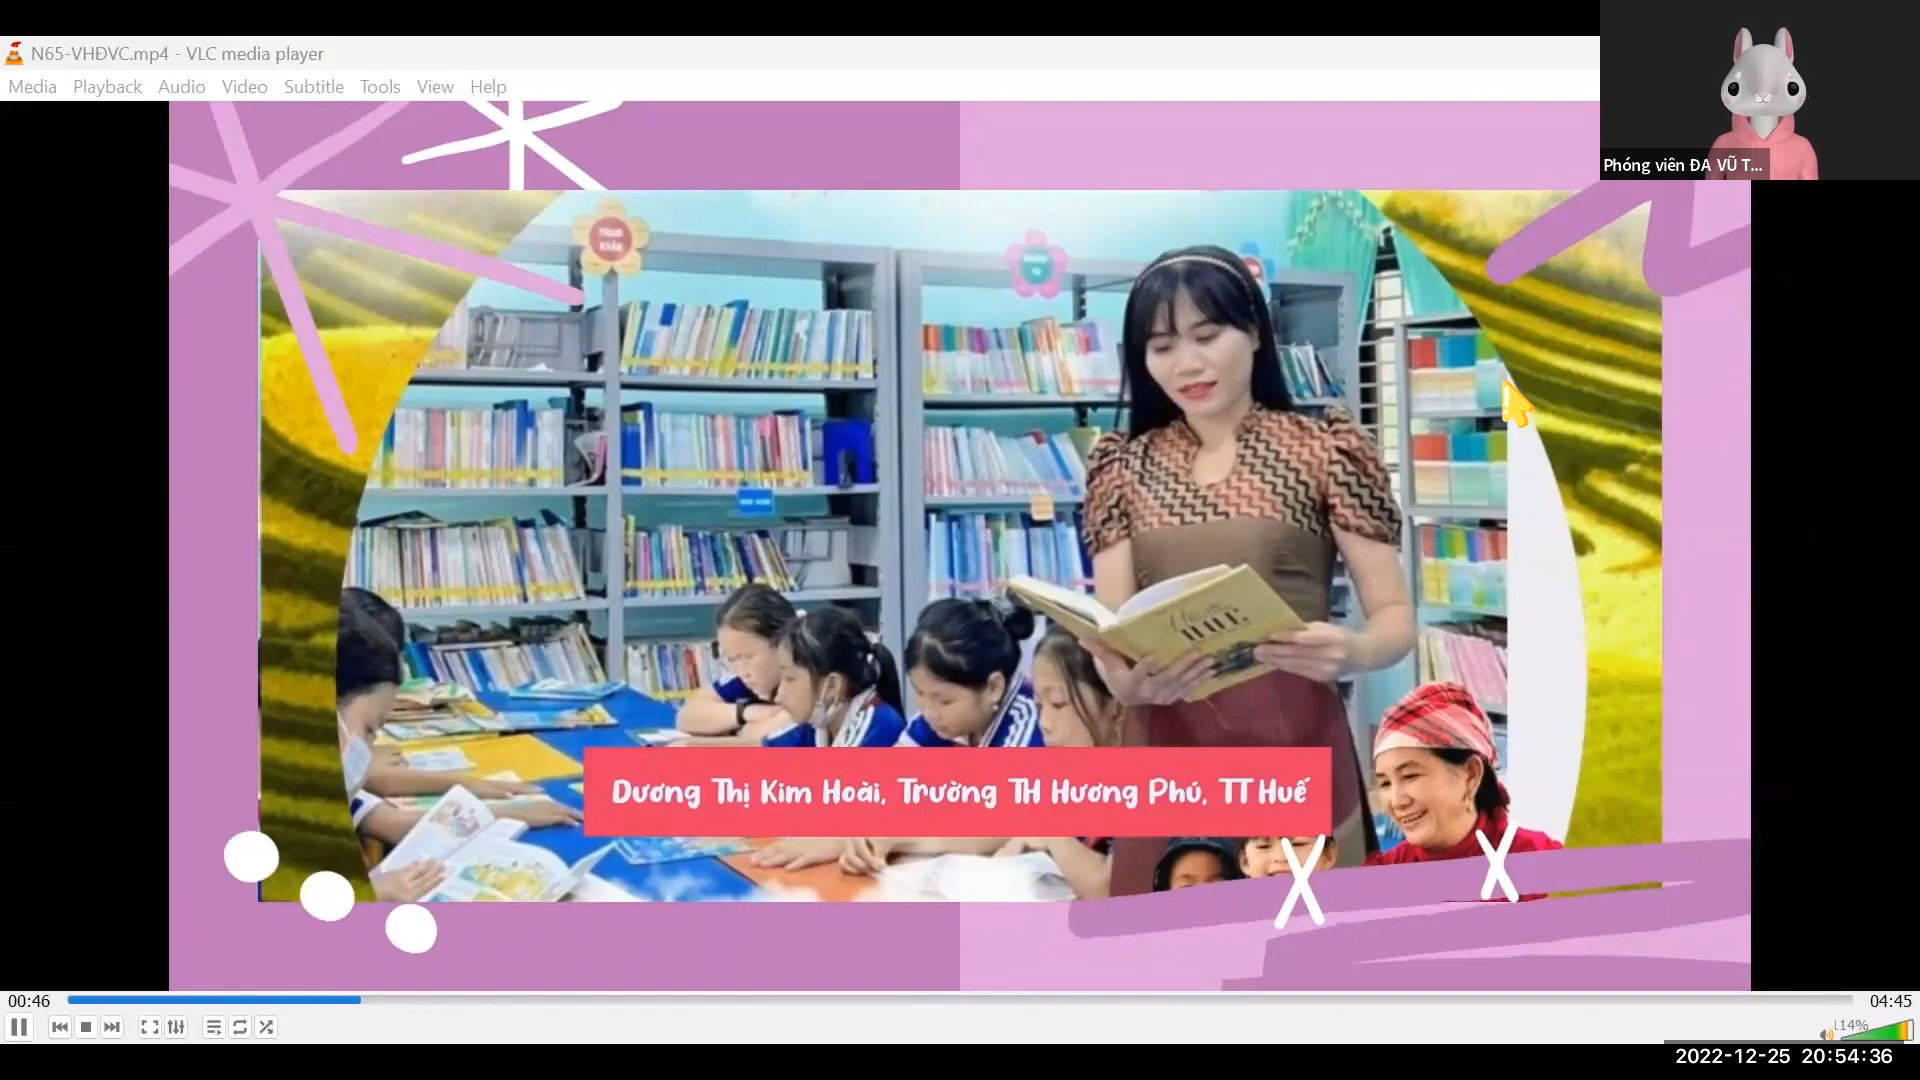 N65-VHĐVC.mp4 - VLC media player
Media Playback Audio Video Subtitle Tools View Help
Phóng viên ĐA VŨ T...
HUẾ
Dương Thị Kim Hoài, Trường TH Hương Phú, TT Huế
00:46
04:45
114%
2022-12-25 20:54:36